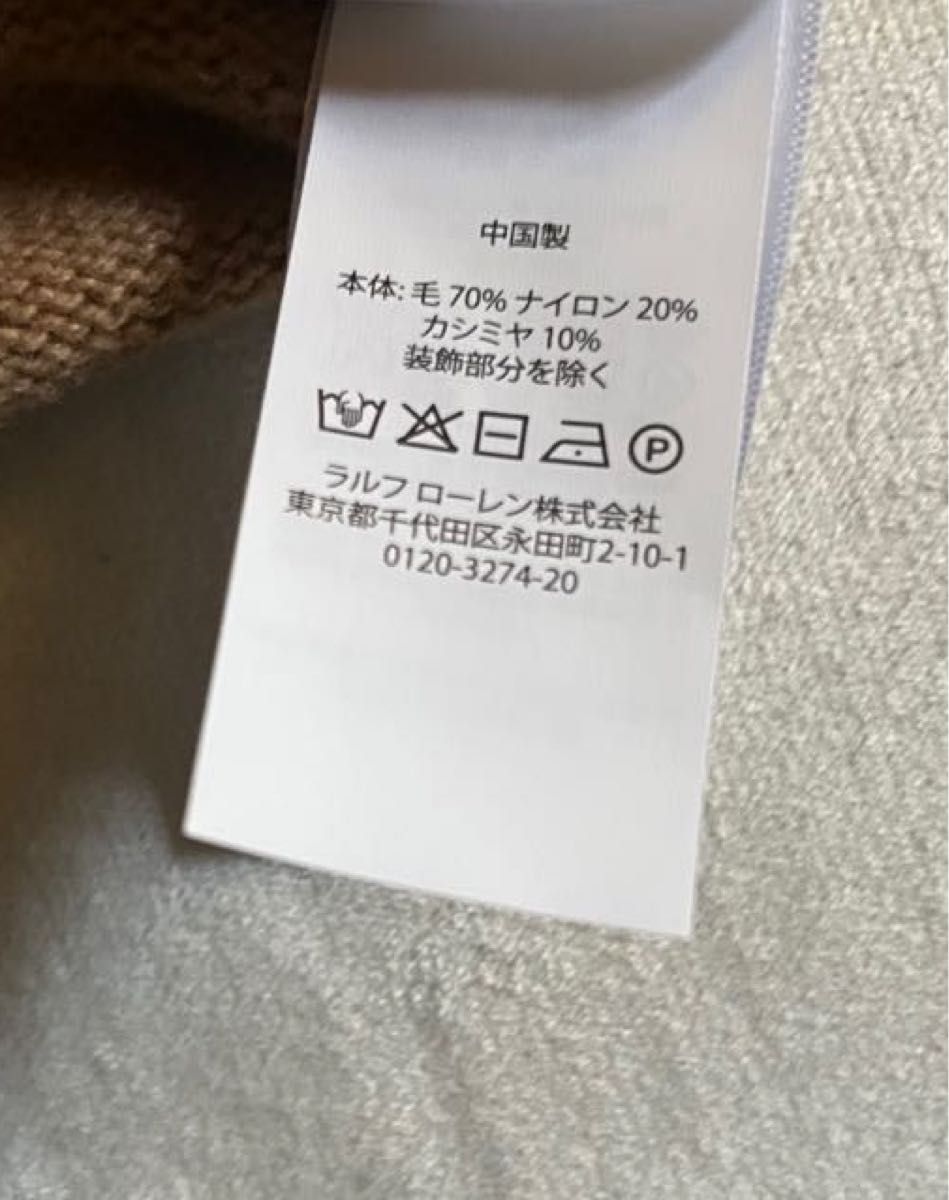 中国製
本体: 毛 70% ナイロン 20%
カシミヤ 10%
装飾部分を除く
P
ラルフ ローレン株式会社
東京都千代田区永田町2-10-1
0120-3274-20